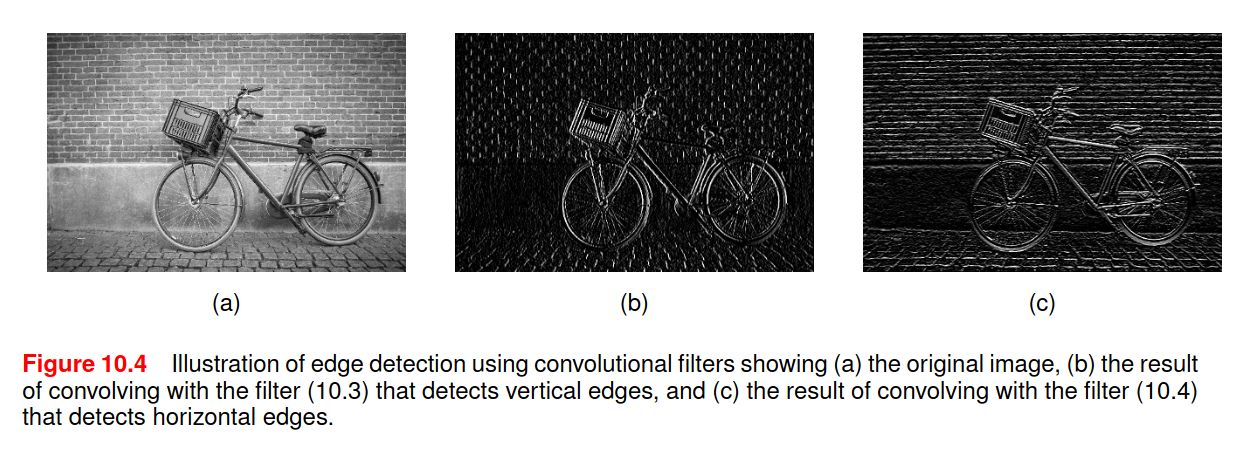 (a)
(b)
(c)
Figure 10.4 Illustration of edge detection using convolutional filters showing (a) the original image, (b) the result
of convolving with the filter (10.3) that detects vertical edges, and (c) the result of convolving with the filter (10.4)
that detects horizontal edges.